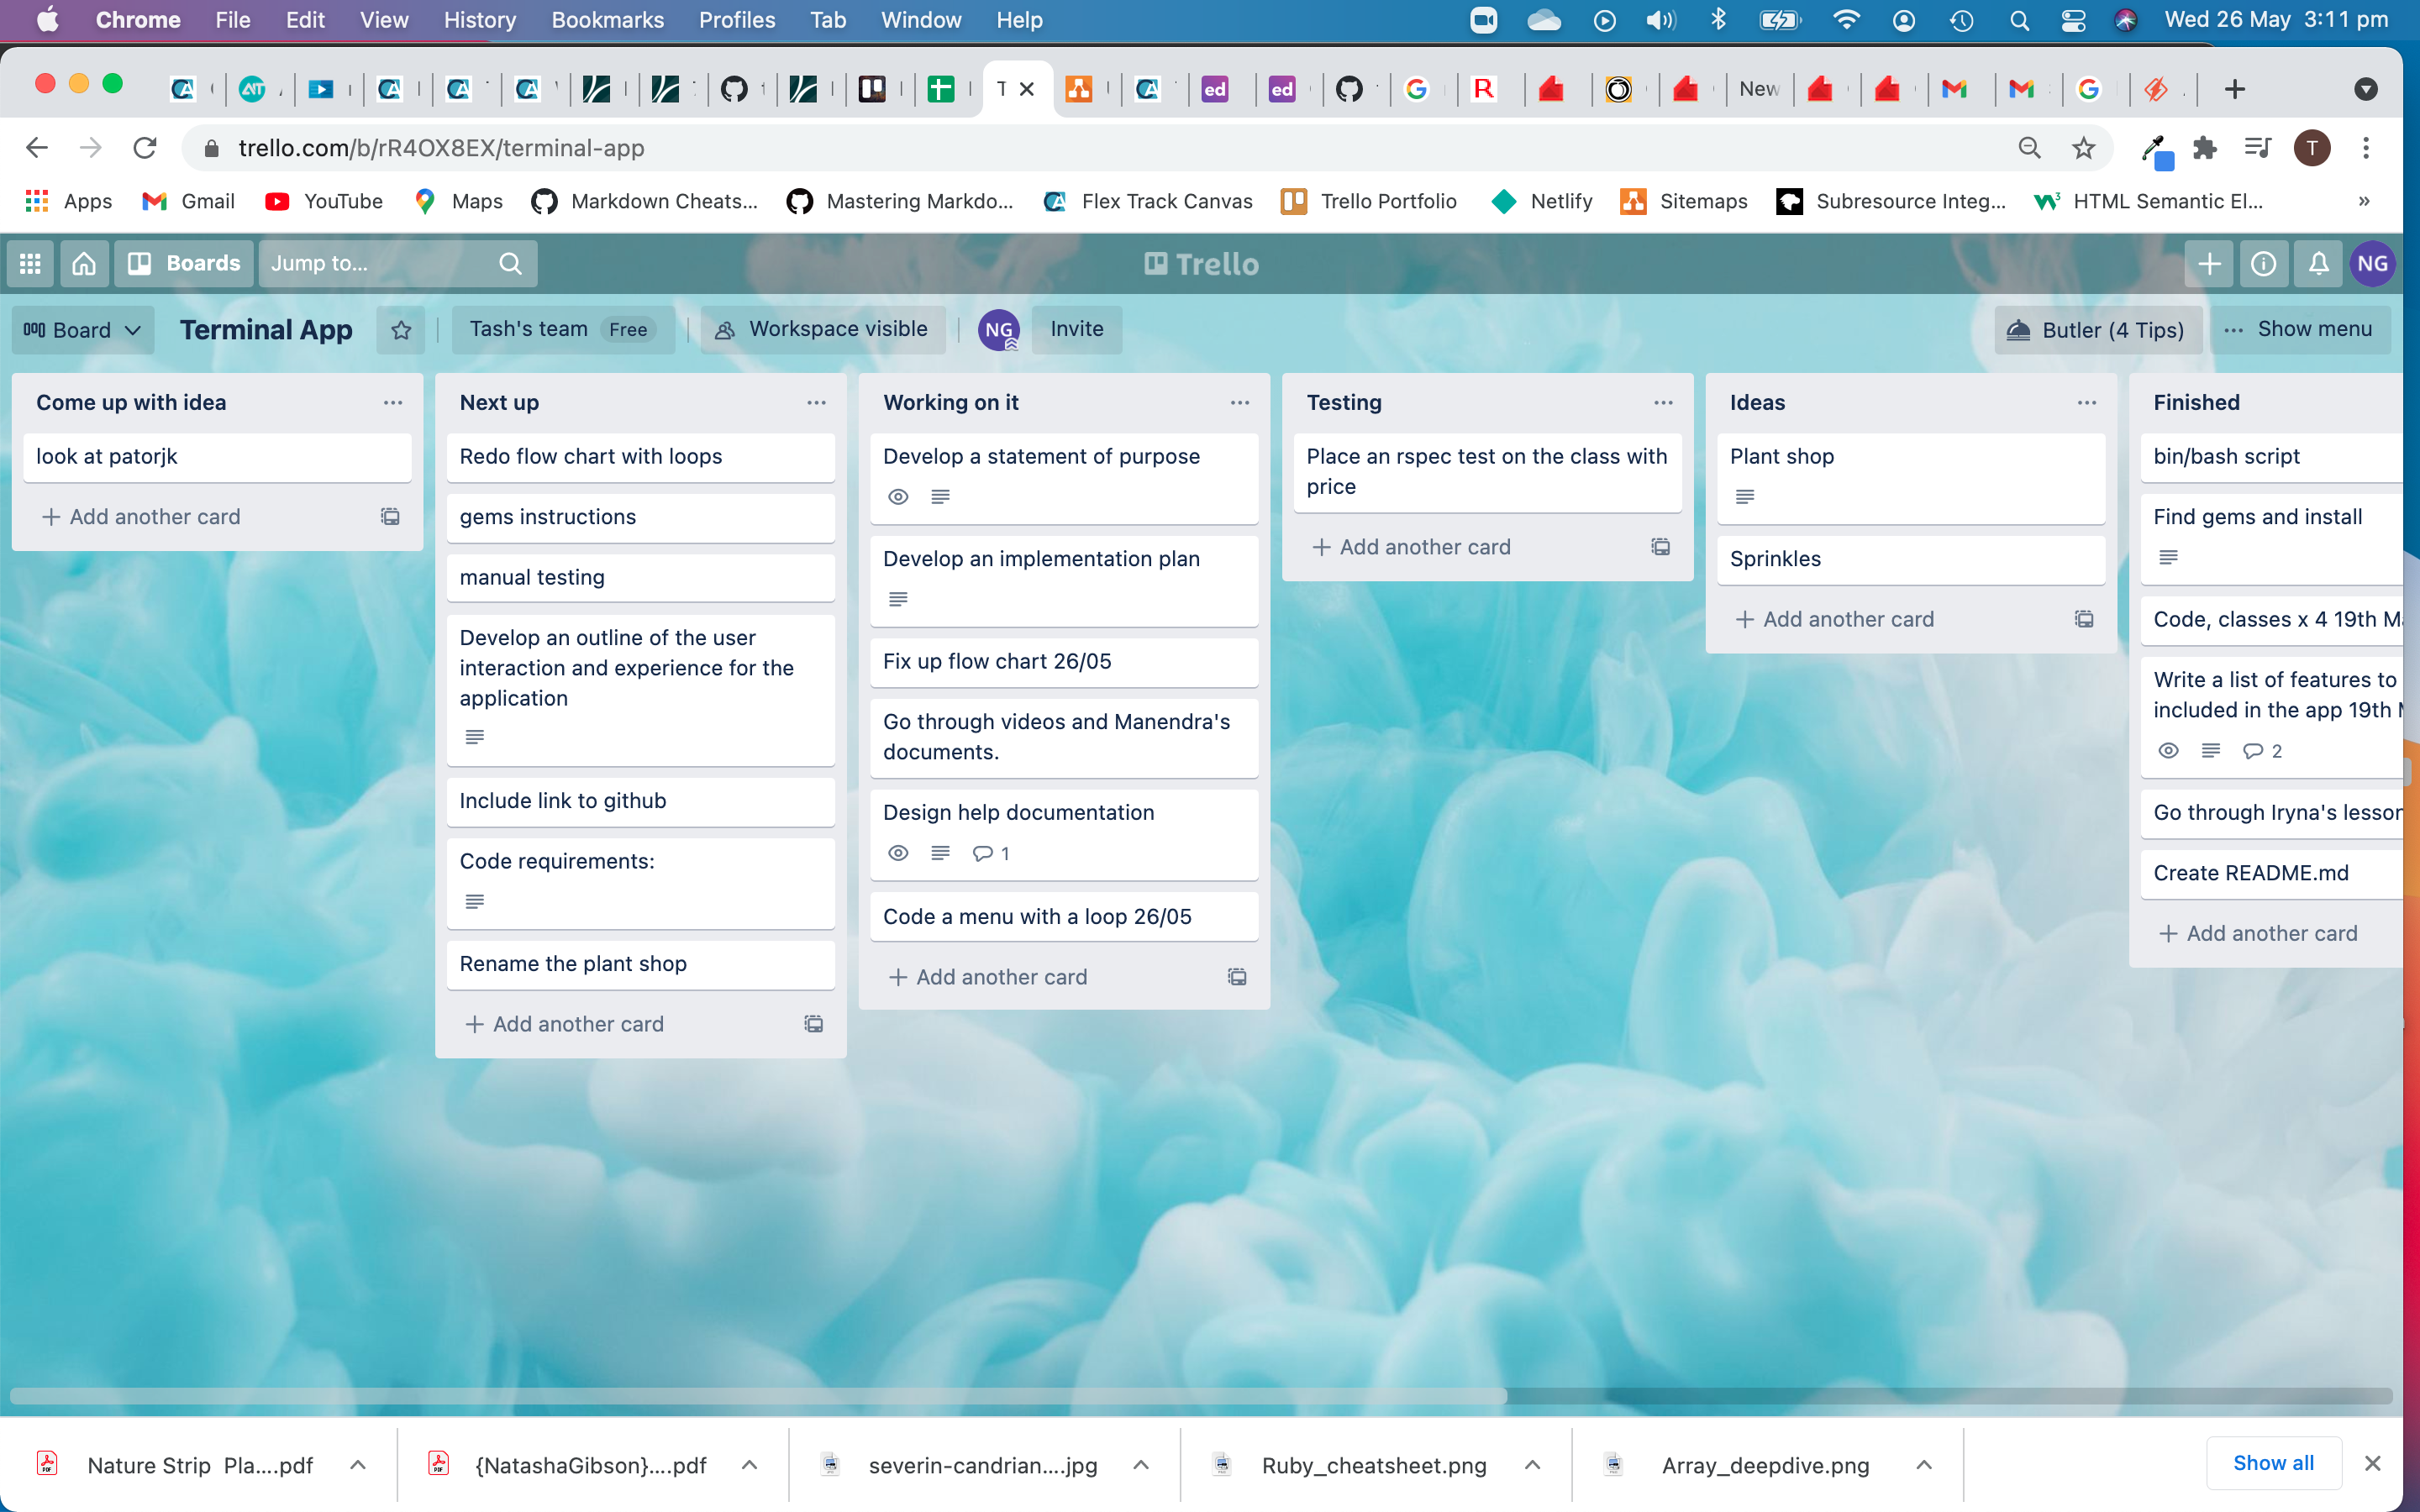 Chrome File Edit View History Bookmarks Profiles Tab Window Help Wed 26 May 3:11 pm
T New
trello.com/b/rR4OX8EX/terminal-app T
Apps Gmail YouTube Maps Markdown Cheats... Mastering Markdo... Flex Track Canvas Trello Portfolio Netlify Sitemaps Subresource Integ... HTML Semantic El... »
Boards Jump to... Trello NG
Board Terminal App Tash's team Free Workspace visible NG Invite Butler (4 Tips) ... Show menu
Come up with idea
look at patorjk
+ Add another card
Next up
Redo flow chart with loops
gems instructions
manual testing
Develop an outline of the user
interaction and experience for the
application
Include link to github
Code requirements:
Rename the plant shop
+ Add another card
Working on it
Develop a statement of purpose
Develop an implementation plan
Fix up flow chart 26/05
Go through videos and Manendra's
documents.
Design help documentation
1
Code a menu with a loop 26/05
+ Add another card
Testing
Place an rspec test on the class with
price
+ Add another card
Ideas
Plant shop
Sprinkles
+ Add another card
Finished
bin/bash script
Find gems and install
Code, classes x 4 19th
Write a list of features to
included in the app 19th
2
Go through Iryna's
Create README.md
+ Add another card
Nature Strip Pla....pdf {NatashaGibson}....pdf severin-candrian....jpg Ruby_cheatsheet.png Array_deepdive.png Show all